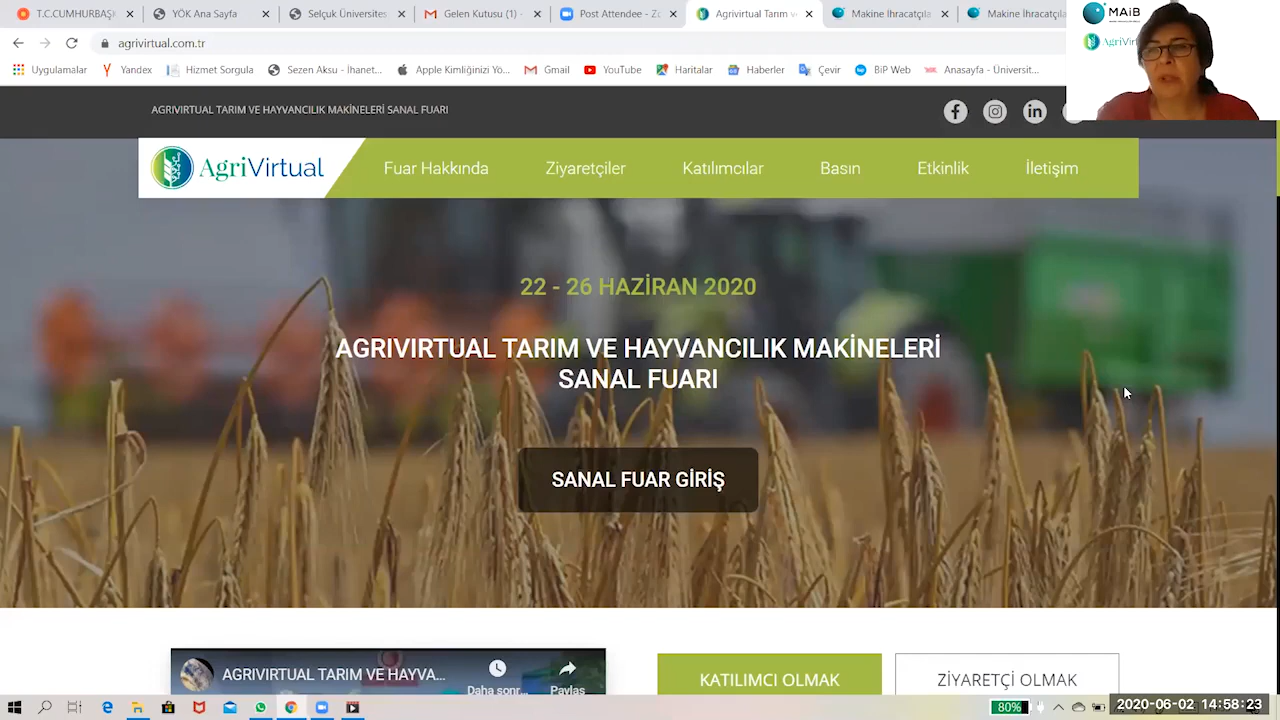 T.C.CUMHURBAŞK
YÖK Ana Sayfa
Selçuk Üniversites
Gelen Kutusu (1) -
Post Attendee - Zo
Agrivirtual Tarım v
Makine İhracatçıla
Makine İhracatçıla
MAİB
agrivirtual.com.tr
AgriVirt
Uygulamalar
Yandex
Hizmet Sorgula
Sezen Aksu - İhanet...
Apple Kimliğinizi Yö...
Gmail
YouTube
Haritalar
Haberler
Çevir
BiP Web
Anasayfa - Üniversit...
AGRIVIRTUAL TARIM VE HAYVANCILIK MAKİNELERİ SANAL FUARI
AgriVirtual
Fuar Hakkında
Ziyaretçiler
Katılımcılar
Basın
Etkinlik
İletişim
22 - 26 HAZİRAN 2020
AGRIVIRTUAL TARIM VE HAYVANCILIK MAKİNELERİ
SANAL FUARI
SANAL FUAR GİRİŞ
AGRIVIRTUAL TARIM VE HAYVA...
Daha sonr...
Paylaş
KATILIMCI OLMAK
ZİYARETÇİ OLMAK
80%
2020-06-02 14:58:23